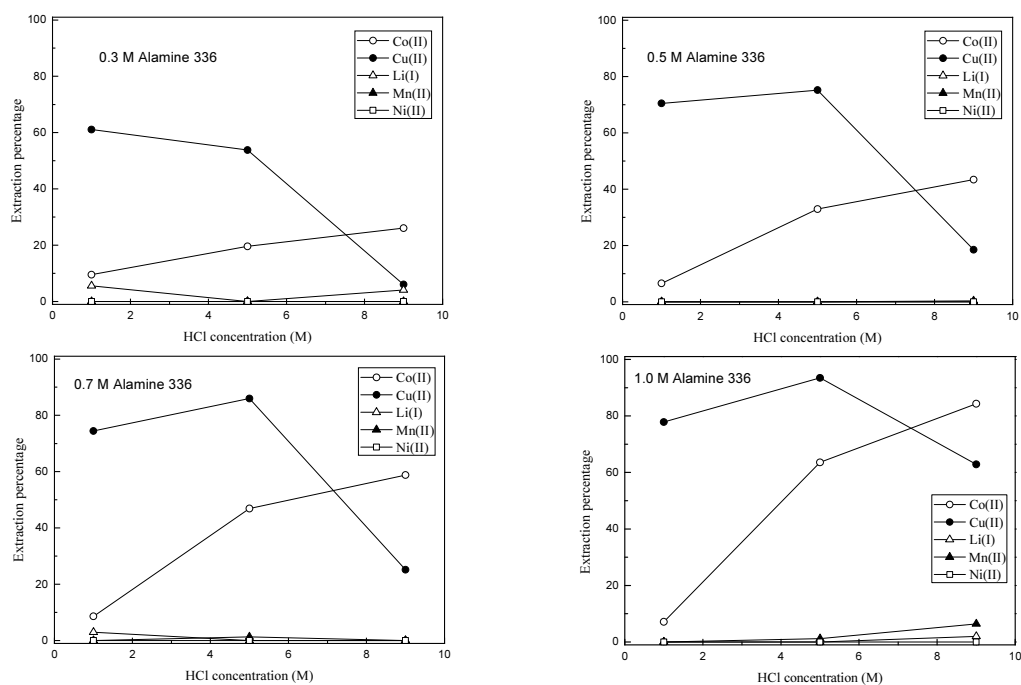 0.3 M Alamine 336
Co(II)
Cu(II)
Li(I)
Mn(II)
Ni(II)
Extraction percentage
100
80
60
40
20
0
0 2 4 6 8 10
HCl concentration (M)
0.5 M Alamine 336
Co(II)
Cu(II)
Li(I)
Mn(II)
Ni(II)
Extraction percentage
100
80
60
40
20
0
0 2 4 6 8 10
HCl concentration (M)
0.7 M Alamine 336
Co(II)
Cu(II)
Li(I)
Mn(II)
Ni(II)
Extraction percentage
100
80
60
40
20
0
0 2 4 6 8 10
HCl concentration (M)
1.0 M Alamine 336
Co(II)
Cu(II)
Li(I)
Mn(II)
Ni(II)
Extraction percentage
100
80
60
40
20
0
0 2 4 6 8 10
HCl concentration (M)